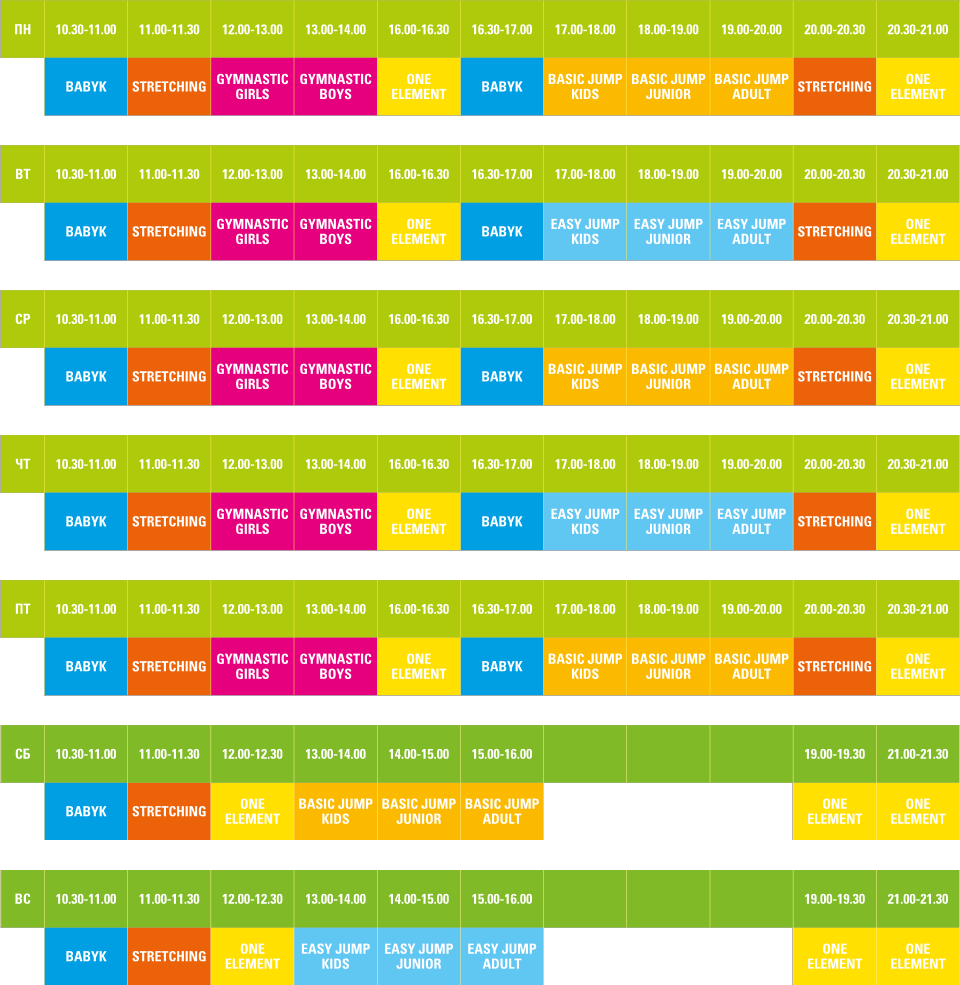 ПН 10.30-11.00 11.00-11.30 12.00-13.00 13.00-14.00 16.00-16.30 16.30-17.00 17.00-18.00 18.00-19.00 19.00-20.00 20.00-20.30 20.30-21.00
BABYK STRETCHING GYMNASTIC GIRLS GYMNASTIC BOYS ONE ELEMENT BABYK BASIC JUMP KIDS BASIC JUMP JUNIOR BASIC JUMP ADULT STRETCHING ONE ELEMENT
ВТ 10.30-11.00 11.00-11.30 12.00-13.00 13.00-14.00 16.00-16.30 16.30-17.00 17.00-18.00 18.00-19.00 19.00-20.00 20.00-20.30 20.30-21.00
BABYK STRETCHING GYMNASTIC GIRLS GYMNASTIC BOYS ONE ELEMENT BABYK EASY JUMP KIDS EASY JUMP JUNIOR EASY JUMP ADULT STRETCHING ONE ELEMENT
СР 10.30-11.00 11.00-11.30 12.00-13.00 13.00-14.00 16.00-16.30 16.30-17.00 17.00-18.00 18.00-19.00 19.00-20.00 20.00-20.30 20.30-21.00
BABYK STRETCHING GYMNASTIC GIRLS GYMNASTIC BOYS ONE ELEMENT BABYK BASIC JUMP KIDS BASIC JUMP JUNIOR BASIC JUMP ADULT STRETCHING ONE ELEMENT
ЧТ 10.30-11.00 11.00-11.30 12.00-13.00 13.00-14.00 16.00-16.30 16.30-17.00 17.00-18.00 18.00-19.00 19.00-20.00 20.00-20.30 20.30-21.00
BABYK STRETCHING GYMNASTIC GIRLS GYMNASTIC BOYS ONE ELEMENT BABYK EASY JUMP KIDS EASY JUMP JUNIOR EASY JUMP ADULT STRETCHING ONE ELEMENT
ПТ 10.30-11.00 11.00-11.30 12.00-13.00 13.00-14.00 16.00-16.30 16.30-17.00 17.00-18.00 18.00-19.00 19.00-20.00 20.00-20.30 20.30-21.00
BABYK STRETCHING GYMNASTIC GIRLS GYMNASTIC BOYS ONE ELEMENT BABYK BASIC JUMP KIDS BASIC JUMP JUNIOR BASIC JUMP ADULT STRETCHING ONE ELEMENT
СБ 10.30-11.00 11.00-11.30 12.00-12.30 13.00-14.00 14.00-15.00 15.00-16.00 19.00-19.30 21.00-21.30
BABYK STRETCHING ONE ELEMENT BASIC JUMP KIDS BASIC JUMP JUNIOR BASIC JUMP ADULT ONE ELEMENT ONE ELEMENT
ВС 10.30-11.00 11.00-11.30 12.00-12.30 13.00-14.00 14.00-15.00 15.00-16.00 19.00-19.30 21.00-21.30
BABYK STRETCHING ONE ELEMENT EASY JUMP KIDS EASY JUMP JUNIOR EASY JUMP ADULT ONE ELEMENT ONE ELEMENT